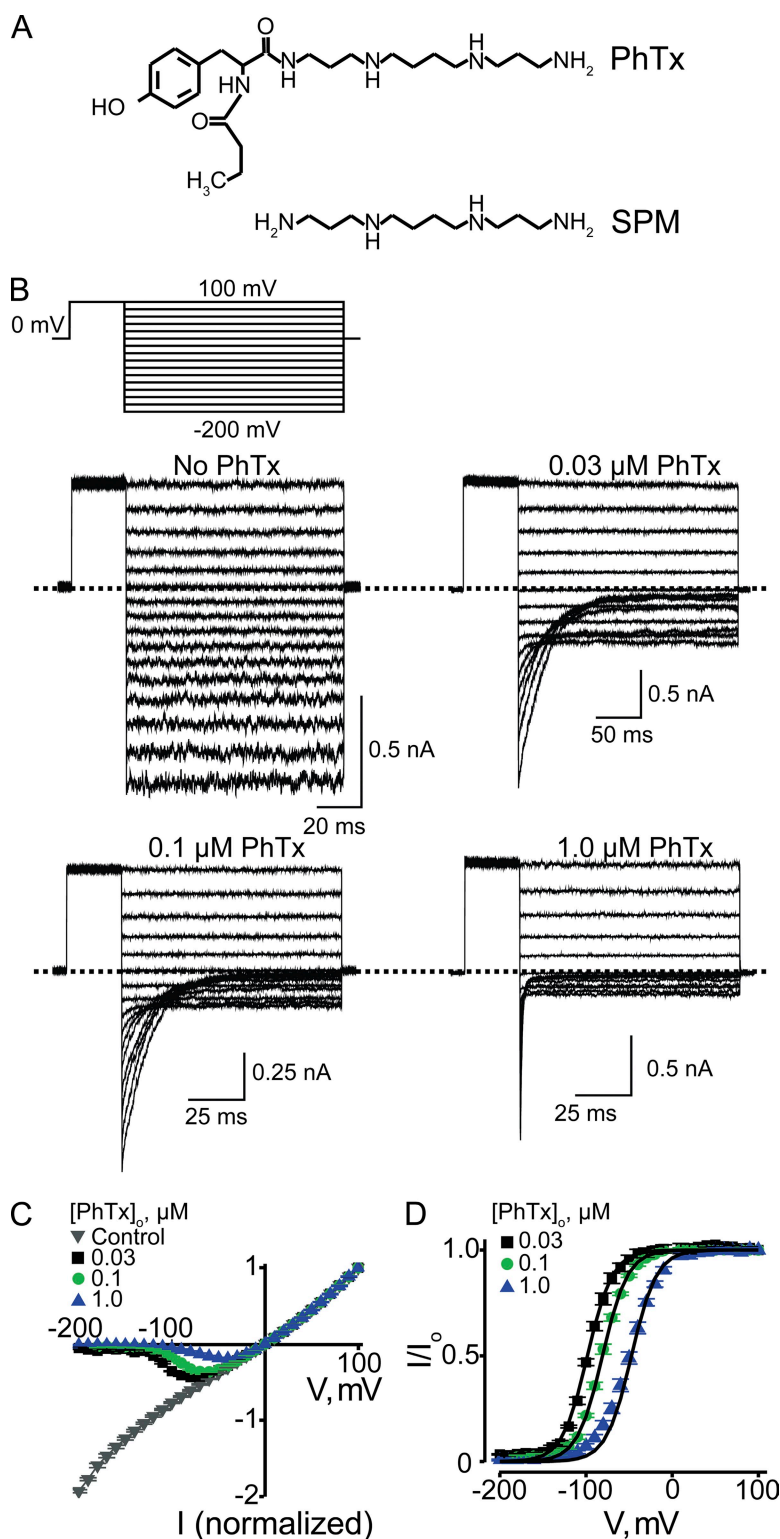 A
O
N
H
H
N
N
H
NH2
PhTx
HN
HO
O
H3C
H2N
N
H
H
N
NH2
SPM
B
100 mV
0 mV
-200 mV
No PhTx
0.03 µM PhTx
0.5 nA
50 ms
0.5 nA
20 ms
0.1 µM PhTx
1.0 µM PhTx
0.25 nA
25 ms
0.5 nA
25 ms
C
[PhTx]o, µM
Control
0.03
0.1
1.0
-200
-100
1
100
V, mV
-1
-2
I (normalized)
D
[PhTx]o, µM
0.03
0.1
1.0
1.0
0.5
0
I/Io
-200
-100
0
100
V, mV